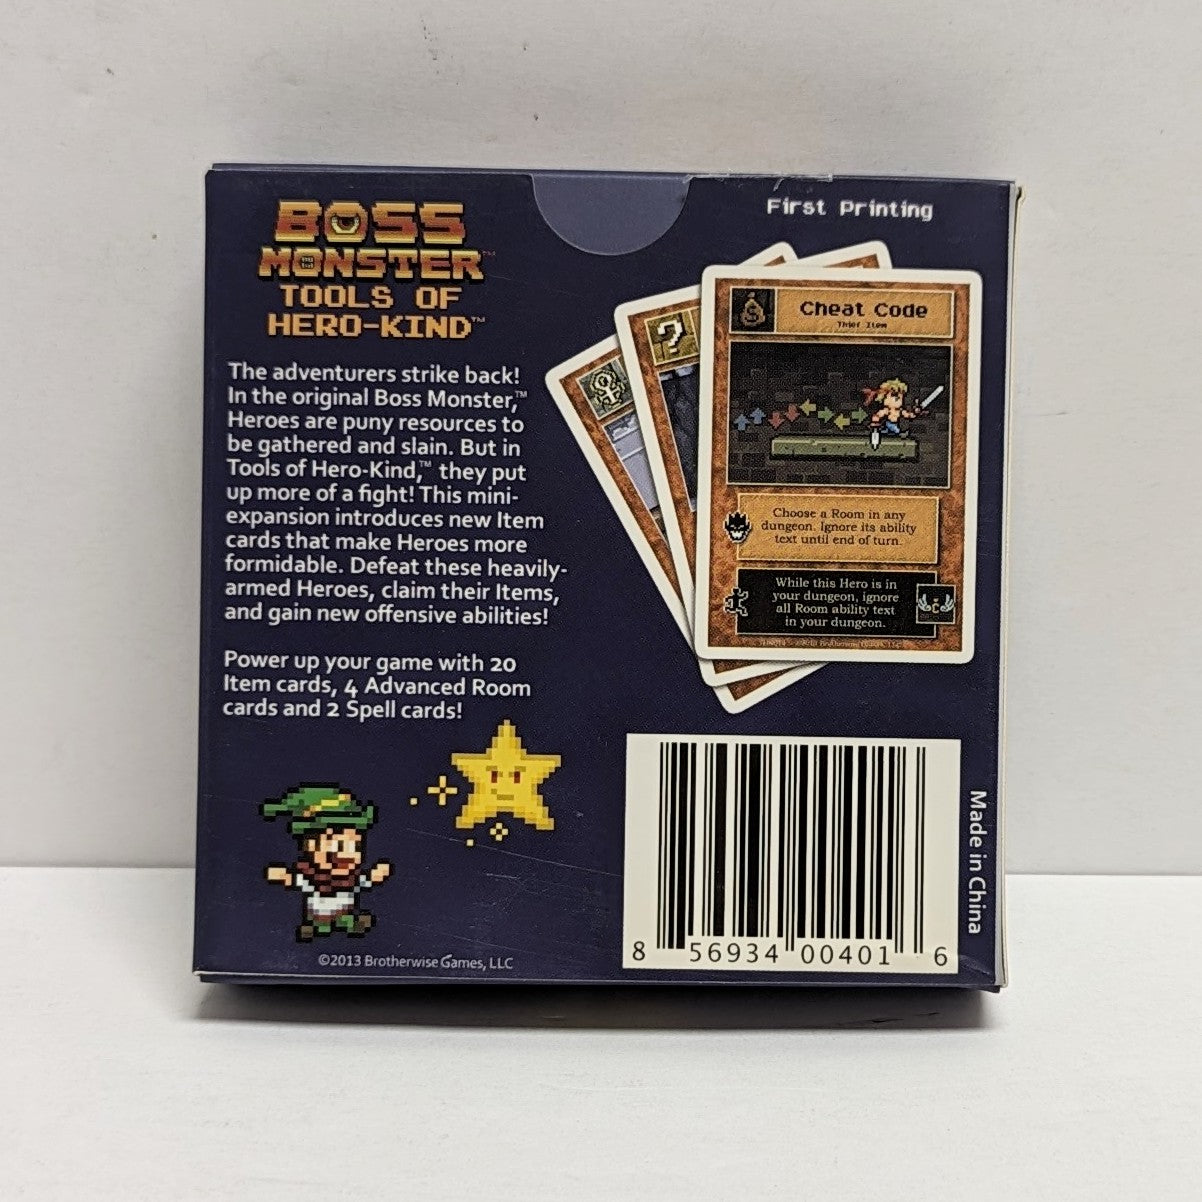 BOSS
MONSTER™
TOOLS OF
HERO-KIND™
The adventurers strike back!
In the original Boss Monster,™
Heroes are puny resources to
be gathered and slain. But in
Tools of Hero-Kind,™ they put
up more of a fight! This mini-
expansion introduces new Item
cards that make Heroes more
formidable. Defeat these heavily-
armed Heroes, claim their Items,
and gain new offensive abilities!
Power up your game with 20
Item cards, 4 Advanced Room
cards and 2 Spell cards!
©2013 Brotherwise Games, LLC
First Printing
?
Cheat Code
Thief Item
Choose a Room in any
dungeon. Ignore its ability
text until end of turn.
While this Hero is in
your dungeon, ignore
all Room ability text
in your dungeon.
8 56934 00401 6
Made in China